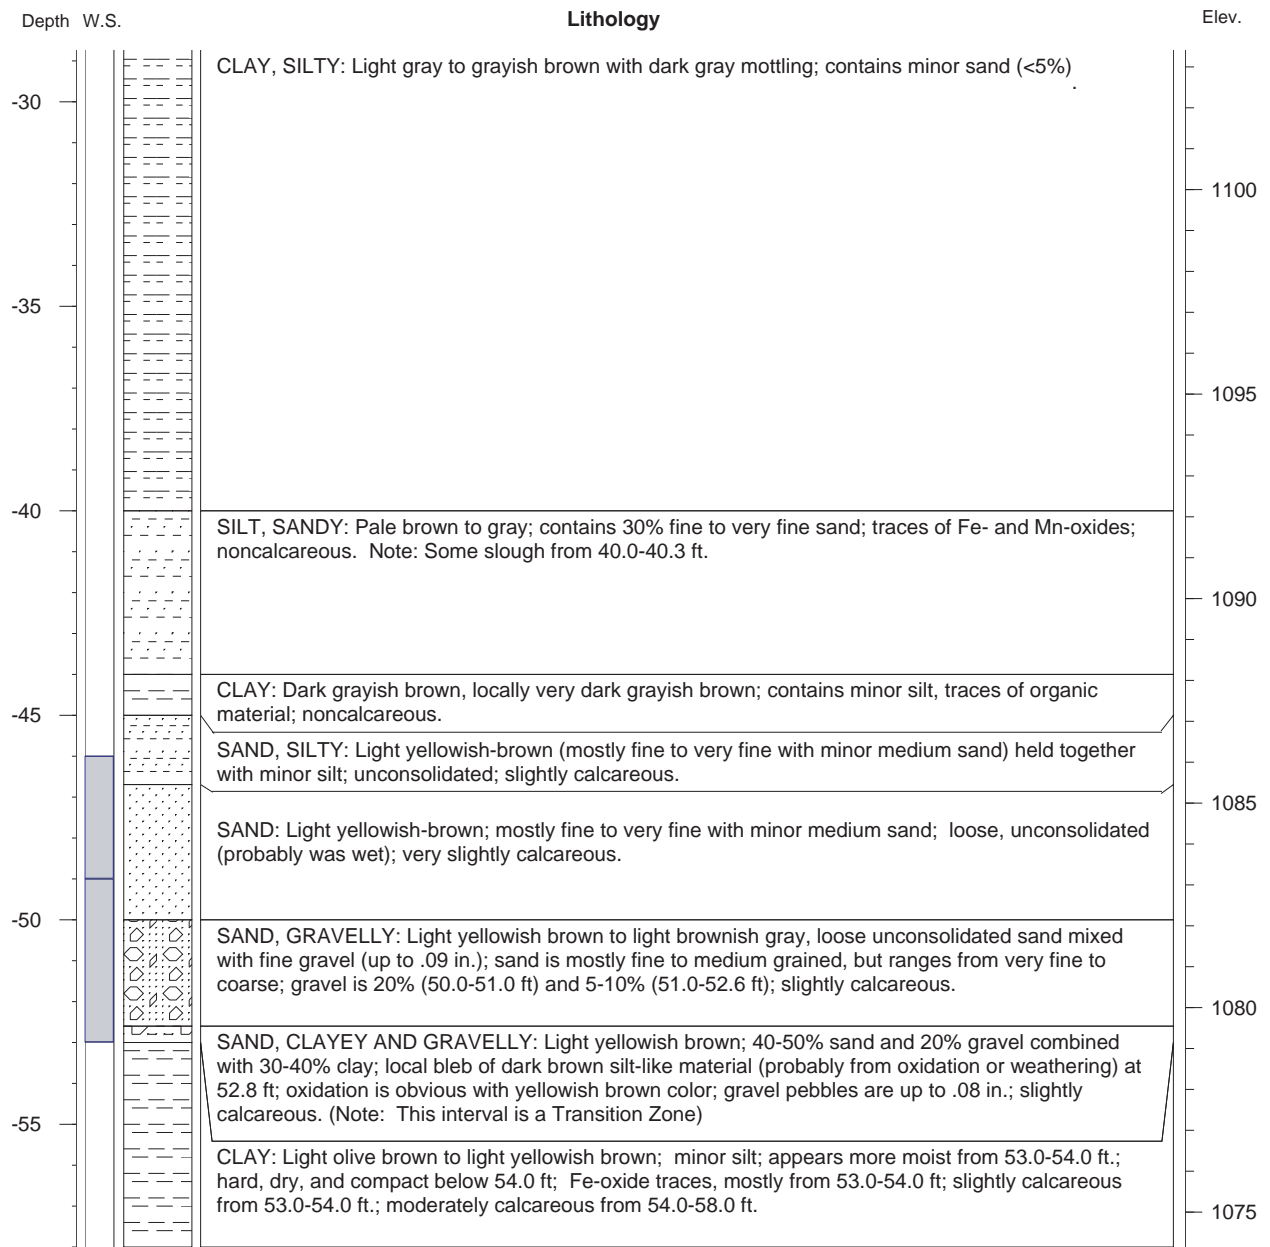 Depth W.S. Lithology Elev.
CLAY, SILTY: Light gray to grayish brown with dark gray mottling; contains minor sand (<5%)
.
-30
1100
-35
1095
-40
SILT, SANDY: Pale brown to gray; contains 30% fine to very fine sand; traces of Fe- and Mn-oxides;
noncalcareous.  Note: Some slough from 40.0-40.3 ft.
1090
CLAY: Dark grayish brown, locally very dark grayish brown; contains minor silt, traces of organic
material; noncalcareous.
-45
SAND, SILTY: Light yellowish-brown (mostly fine to very fine with minor medium sand) held together
with minor silt; unconsolidated; slightly calcareous.
1085
SAND: Light yellowish-brown; mostly fine to very fine with minor medium sand;  loose, unconsolidated
(probably was wet); very slightly calcareous.
-50
SAND, GRAVELLY: Light yellowish brown to light brownish gray, loose unconsolidated sand mixed
with fine gravel (up to .09 in.); sand is mostly fine to medium grained, but ranges from very fine to
coarse; gravel is 20% (50.0-51.0 ft) and 5-10% (51.0-52.6 ft); slightly calcareous.
1080
SAND, CLAYEY AND GRAVELLY: Light yellowish brown; 40-50% sand and 20% gravel combined
with 30-40% clay; local bleb of dark brown silt-like material (probably from oxidation or weathering) at
52.8 ft; oxidation is obvious with yellowish brown color; gravel pebbles are up to .08 in.; slightly
calcareous. (Note:  This interval is a Transition Zone)
-55
CLAY: Light olive brown to light yellowish brown;  minor silt; appears more moist from 53.0-54.0 ft.;
hard, dry, and compact below 54.0 ft;  Fe-oxide traces, mostly from 53.0-54.0 ft; slightly calcareous
from 53.0-54.0 ft.; moderately calcareous from 54.0-58.0 ft.
1075